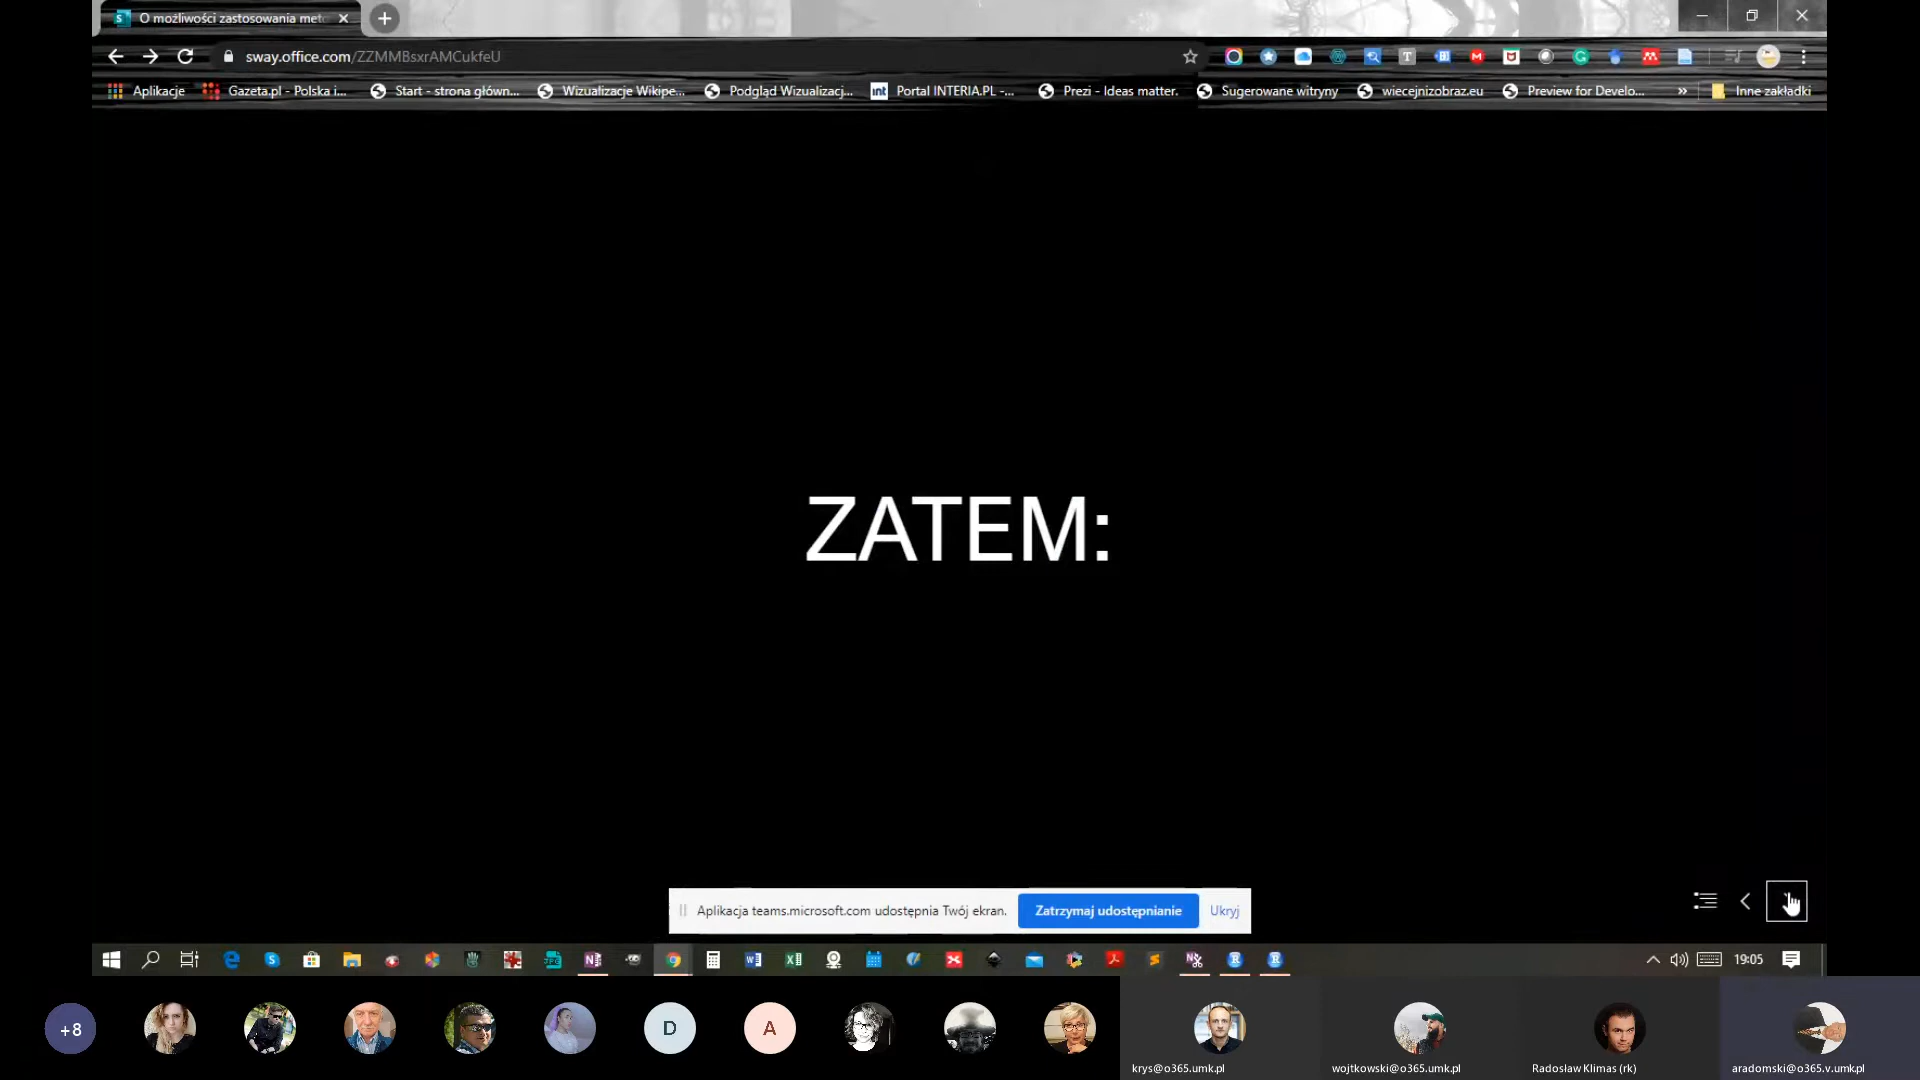 O możliwości zastosowania met
sway.office.com/ZZMMBsxrAMCukfeU
Aplikacje
Gazeta.pl - Polska i...
Start - strona główn...
Wizualizacje Wikipe...
Podgląd Wizualizacj...
Portal INTERIA.PL -...
Prezi - Ideas matter.
Sugerowane witryny
wiecejnizobraz.eu
Preview for Develo...
»
Inne zakładki
ZATEM:
Aplikacja teams.microsoft.com udostępnia Twój ekran.
Zatrzymaj udostępnianie
Ukryj
19:05
+8
D
A
krys@o365.umk.pl
wojtkowski@o365.umk.pl
Radosław Klimas (rk)
aradomski@o365.v.umk.pl